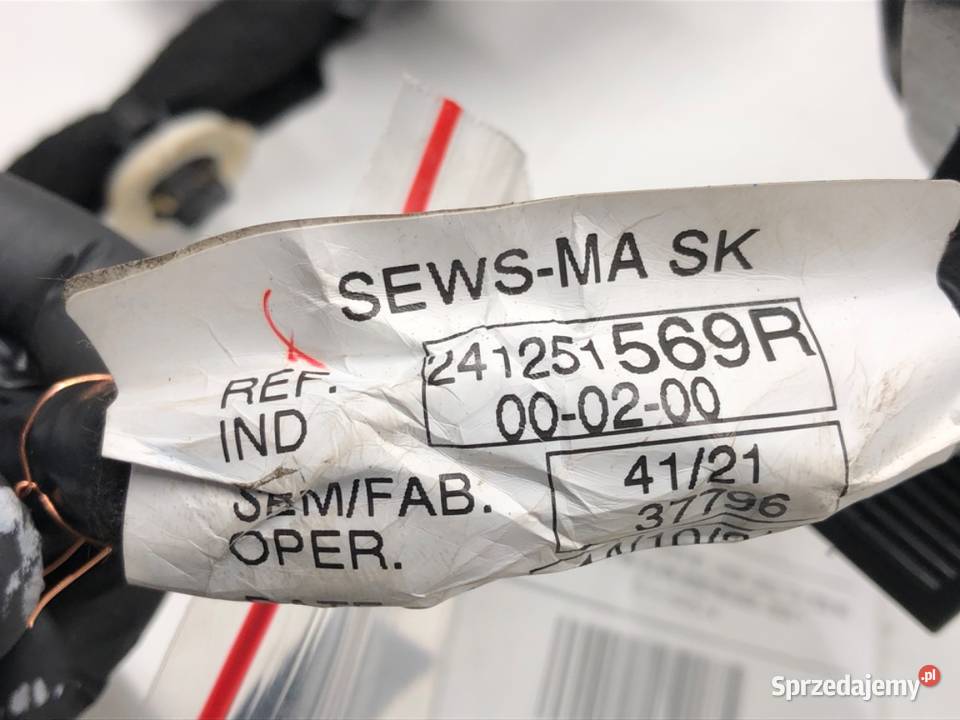 SEWS-MA SK
REF. 241251569R
IND 00-02-00
SEM/FAB. 41/21
OPER. 37796
Sprzedajemy.pl